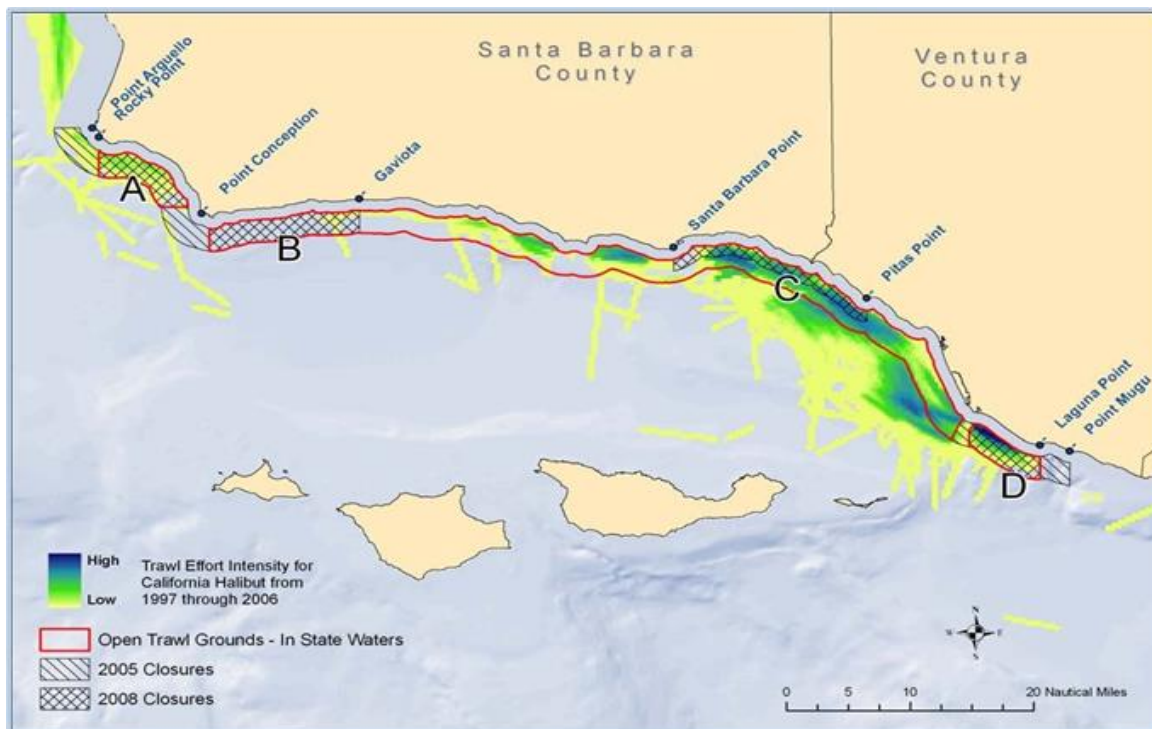 Santa Barbara
County
Ventura
County
Point Arguello
Rocky Point
Point Conception
Gaviota
Santa Barbara Point
Pitas Point
Laguna Point
Point Mugu
A
B
C
D
High
Low
Trawl Effort Intensity for
California Halibut from
1997 through 2006
Open Trawl Grounds - In State Waters
2005 Closures
2008 Closures
N
W
E
S
0 5 10 20 Nautical Miles